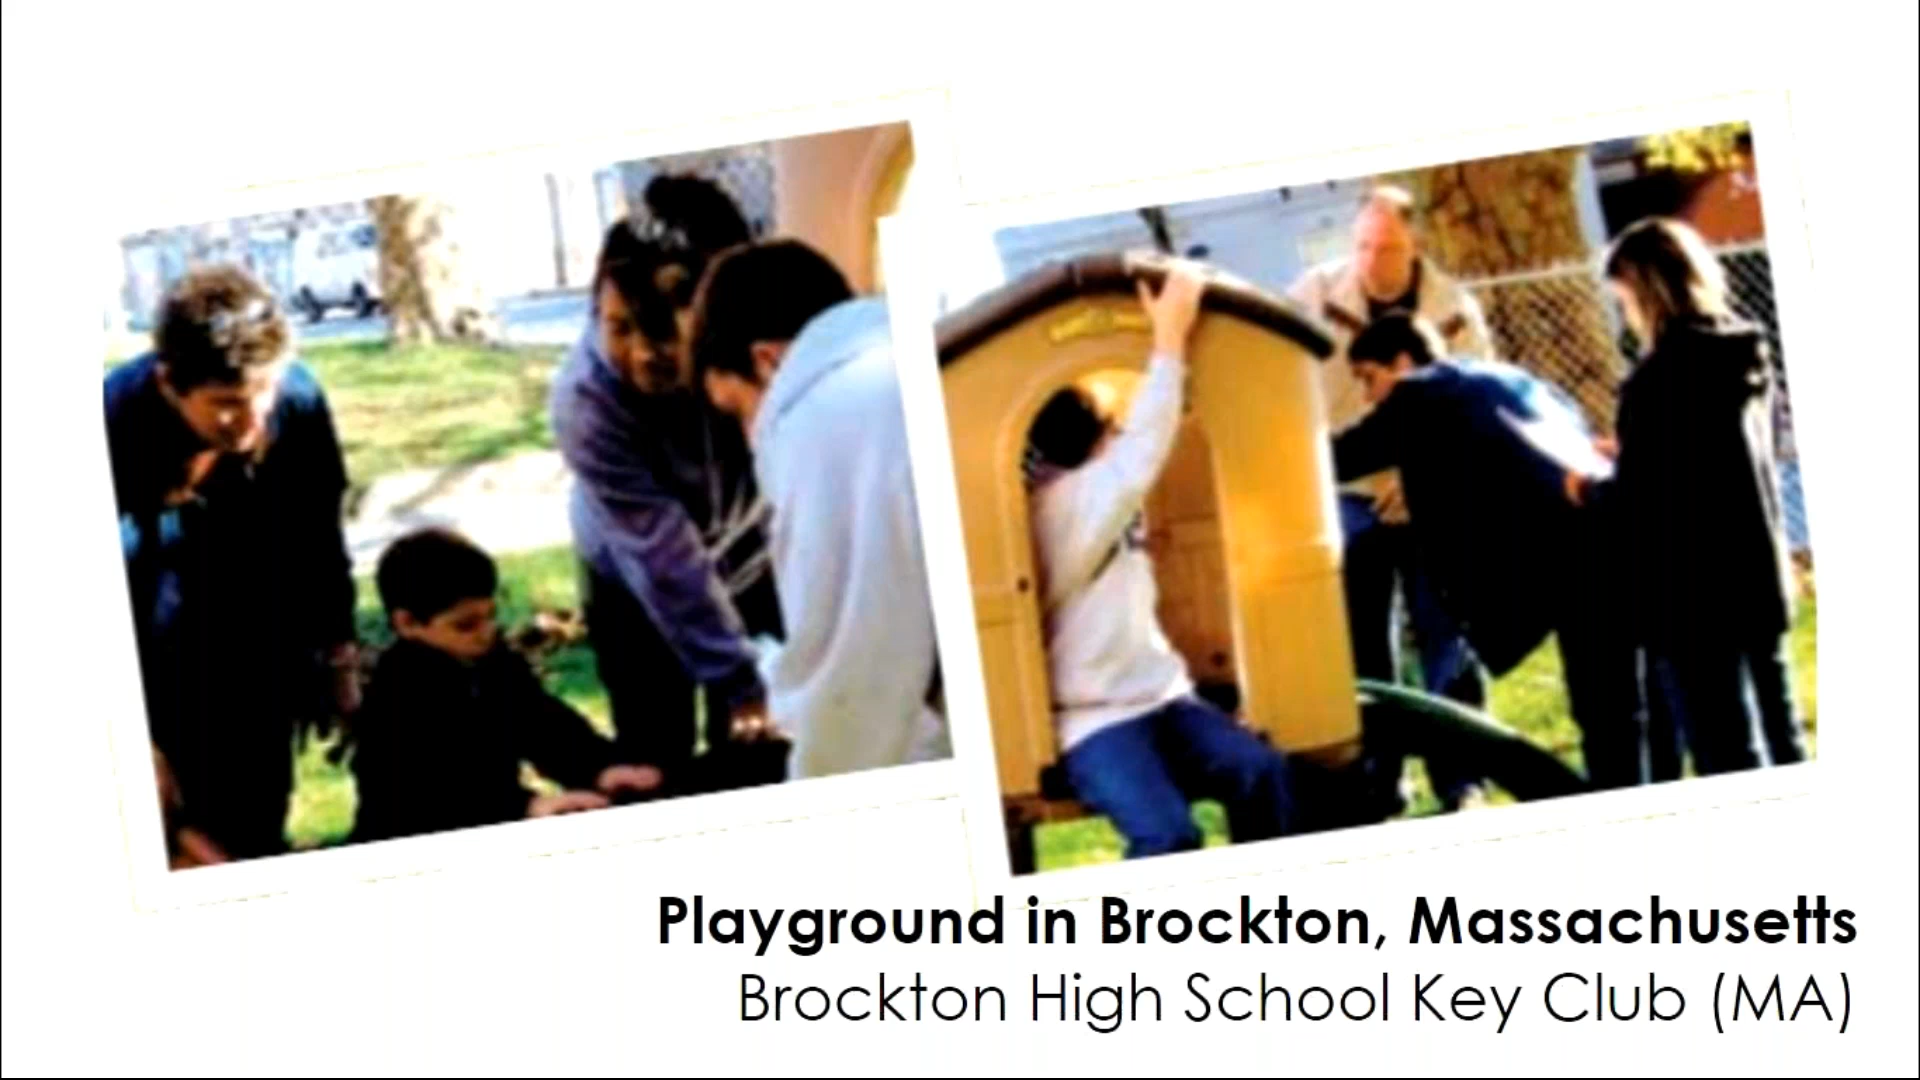 Playground in Brockton, Massachusetts
Brockton High School Key Club (MA)